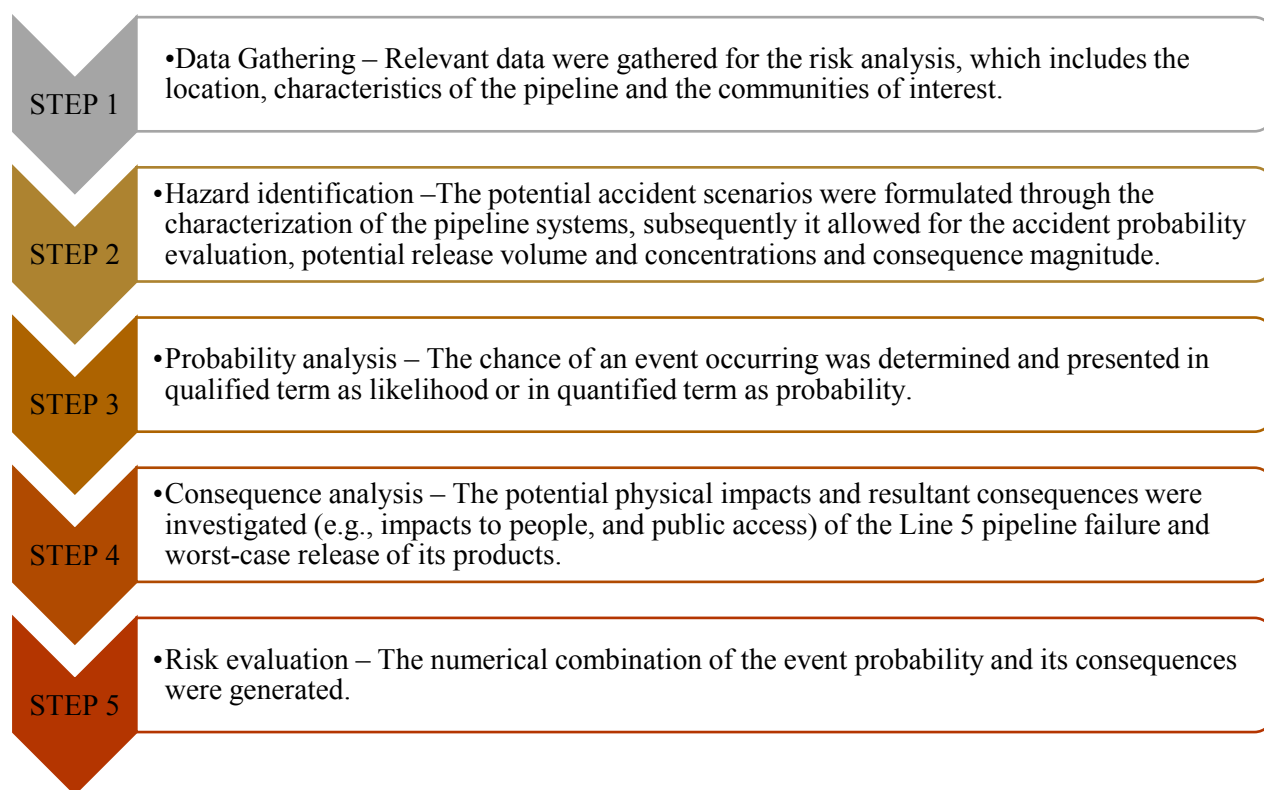 STEP 1
•Data Gathering – Relevant data were gathered for the risk analysis, which includes the
location, characteristics of the pipeline and the communities of interest.
STEP 2
•Hazard identification –The potential accident scenarios were formulated through the
characterization of the pipeline systems, subsequently it allowed for the accident probability
evaluation, potential release volume and concentrations and consequence magnitude.
STEP 3
•Probability analysis – The chance of an event occurring was determined and presented in
qualified term as likelihood or in quantified term as probability.
STEP 4
•Consequence analysis – The potential physical impacts and resultant consequences were
investigated (e.g., impacts to people, and public access) of the Line 5 pipeline failure and
worst-case release of its products.
STEP 5
•Risk evaluation – The numerical combination of the event probability and its consequences
were generated.